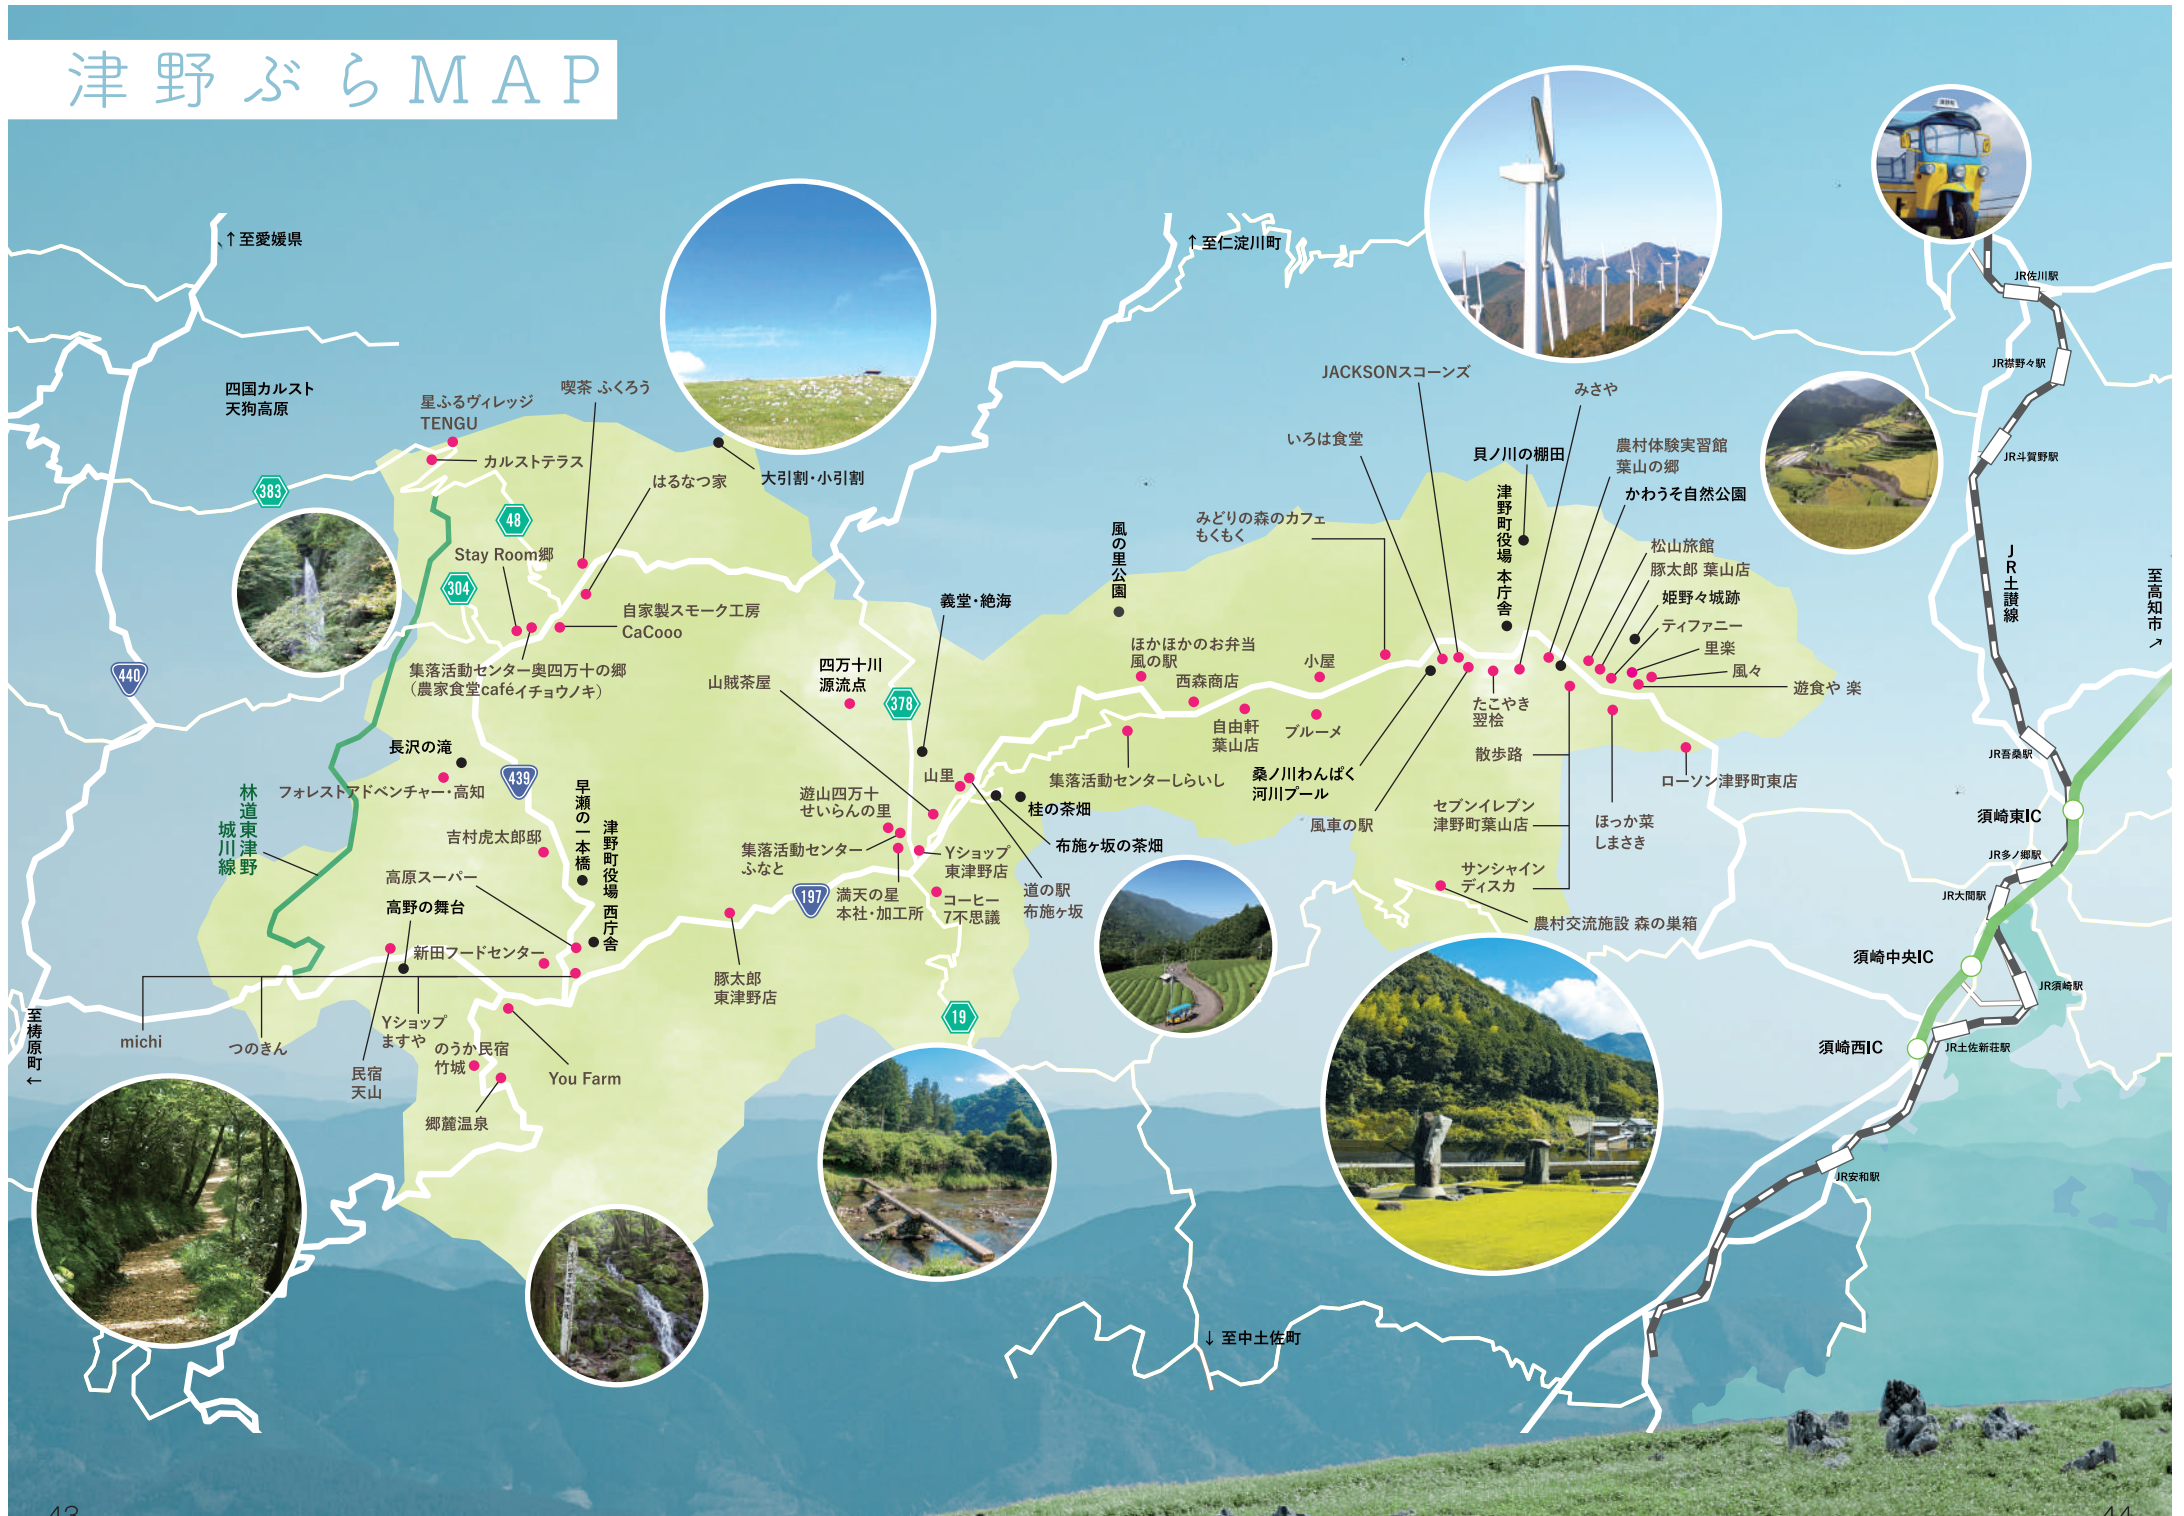 津野ぶらMAP
↑至愛媛県
↑至仁淀川町
四国カルスト
天狗高原
星ふるヴィレッジ
TENGU
カルストテラス
喫茶 ふくろう
はるなつ家
大引割・小引割
383
48
304
Stay Room郷
自家製スモーク工房
CaCooo
集落活動センター奥四万十の郷
（農家食堂caféイチョウノキ）
440
439
長沢の滝
フォレストアドベンチャー・高知
林道東津野
城川線
吉村虎太郎邸
早瀬の一本橋
津野町役場 西庁舎
高原スーパー
高野の舞台
新田フードセンター
michi
つのきん
Yショップ
ますや
民宿
天山
のうか民宿
竹城
郷麓温泉
You Farm
至梼原町←
山賊茶屋
四万十川
源流点
378
義堂・絶海
山里
遊山四万十
せいらんの里
集落活動センター
ふなと
197
満天の星
本社・加工所
Yショップ
東津野店
コーヒー
7不思議
豚太郎
東津野店
19
道の駅
布施ヶ坂
桂の茶畑
布施ヶ坂の茶畑
風の里公園
ほかほかのお弁当
風の駅
西森商店
自由軒
葉山店
集落活動センターしらいし
小屋
ブルーメ
みどりの森のカフェ
もくもく
いろは食堂
JACKSONスコーンズ
みさや
貝ノ川の棚田
津野町役場 本庁舎
農村体験実習館
葉山の郷
かわうそ自然公園
松山旅館
豚太郎 葉山店
姫野々城跡
ティファニー
里楽
風々
遊食や 楽
たこやき
翌桧
散歩路
桑ノ川わんぱく
河川プール
風車の駅
セブンイレブン
津野町葉山店
サンシャイン
ディスカ
ほっか菜
しまさき
ローソン津野町東店
農村交流施設 森の巣箱
↓至中土佐町
JR佐川駅
JR襟野々駅
JR斗賀野駅
JR土讃線
至高知市→
JR吾桑駅
須崎東IC
JR多ノ郷駅
JR大間駅
須崎中央IC
JR須崎駅
須崎西IC
JR土佐新荘駅
JR安和駅
43
44